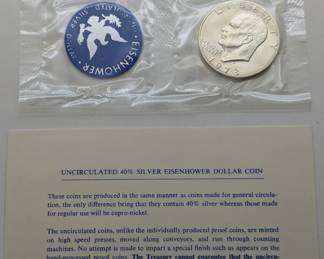 EISENHOWER
UNCIRCULATED SILVER DOLLAR
LIBERTY
1973
UNCIRCULATED 40% SILVER EISENHOWER DOLLAR COIN
These coins are produced in the same manner as coins made for general circula-
tion, the only difference being that they contain 40% silver whereas those made
for regular use will be cupro-nickel.
The uncirculated coins, unlike the individually produced proof coins, are minted
on high speed presses, moved along conveyors, and run through counting
machines. No attempt is made to impart a special finish such as appears on the
hand-processed proof coins. The Treasury cannot guarantee that the uncircu-